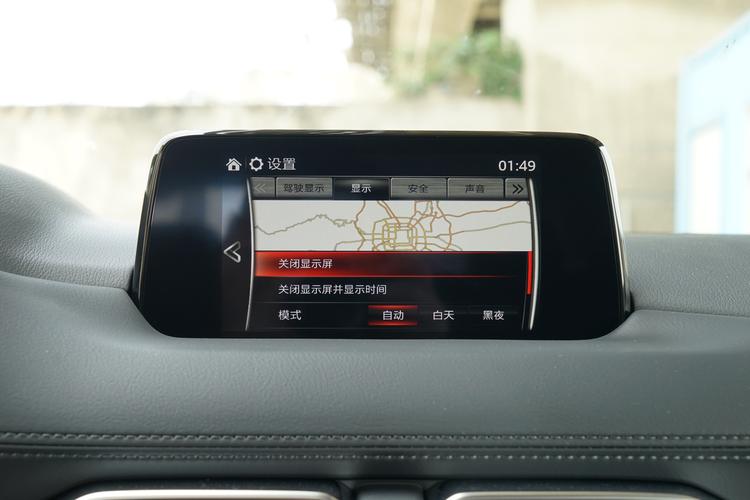 设置 01:49
驾驶显示 显示 安全 声音
关闭显示屏
关闭显示屏并显示时间
模式 自动 白天 黑夜